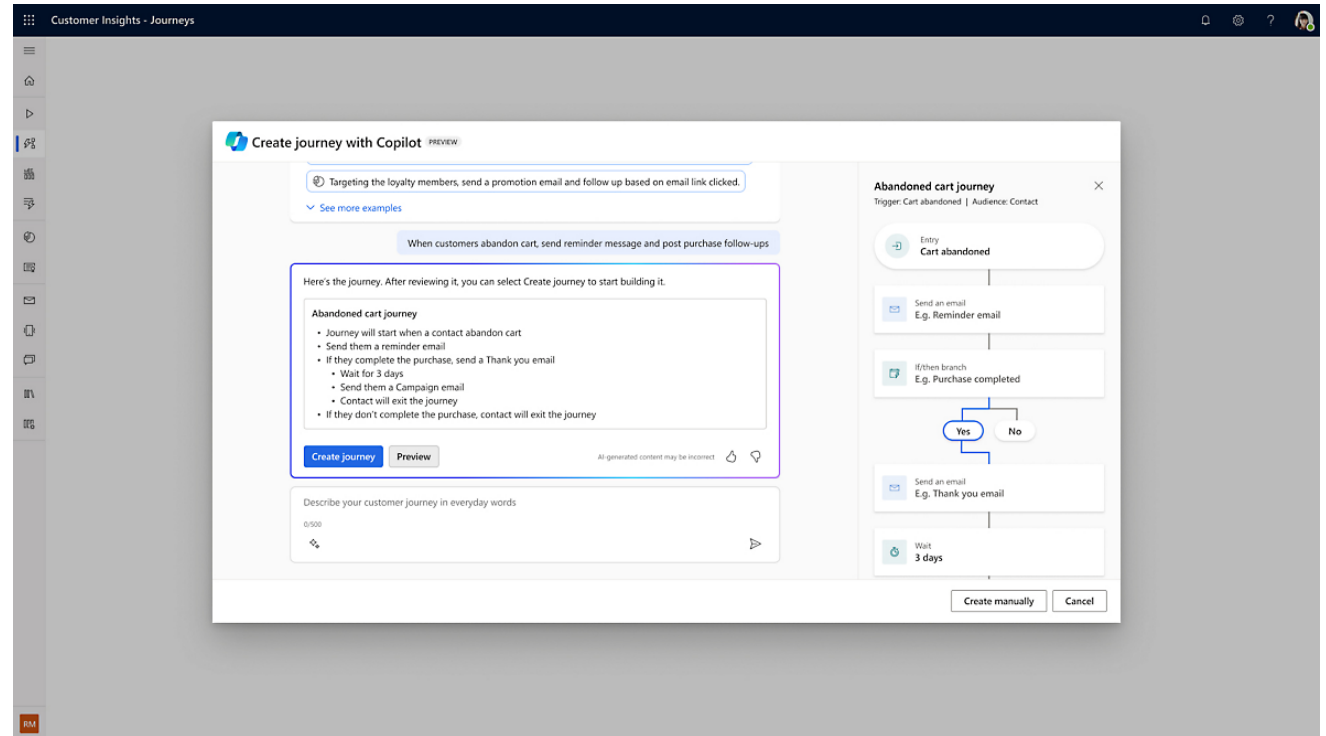 Customer Insights - Journeys
?
Create journey with Copilot PREVIEW
Targeting the loyalty members, send a promotion email and follow up based on email link clicked.
See more examples
When customers abandon cart, send reminder message and post purchase follow-ups
Here's the journey. After reviewing it, you can select Create journey to start building it.
Abandoned cart journey
• Journey will start when a contact abandon cart
• Send them a reminder email
• If they complete the purchase, send a Thank you email
• Wait for 3 days
• Send them a Campaign email
• Contact will exit the journey
• If they don't complete the purchase, contact will exit the journey
Create journey
Preview
AI-generated content may be incorrect
Describe your customer journey in everyday words
0/500
Abandoned cart journey
Trigger: Cart abandoned | Audience: Contact
Entry
Cart abandoned
Send an email
E.g. Reminder email
If/then branch
E.g. Purchase completed
Yes
No
Send an email
E.g. Thank you email
Wait
3 days
Create manually
Cancel
RM